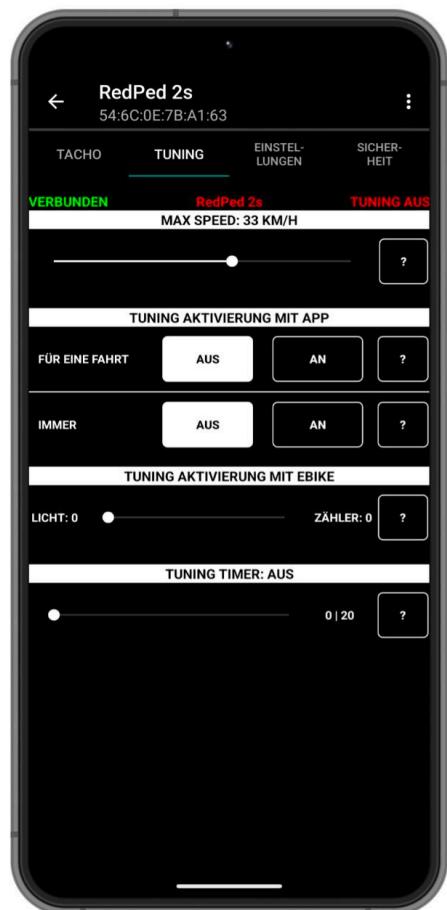 RedPed 2s
54:6C:0E:7B:A1:63
TACHO
TUNING
EINSTEL-
LUNGEN
SICHER-
HEIT
VERBUNDEN
RedPed 2s
TUNING AUS
MAX SPEED: 33 KM/H
?
TUNING AKTIVIERUNG MIT APP
FÜR EINE FAHRT
AUS
AN
?
IMMER
AUS
AN
?
TUNING AKTIVIERUNG MIT EBIKE
LICHT: 0
ZÄHLER: 0
?
TUNING TIMER: AUS
0 | 20
?